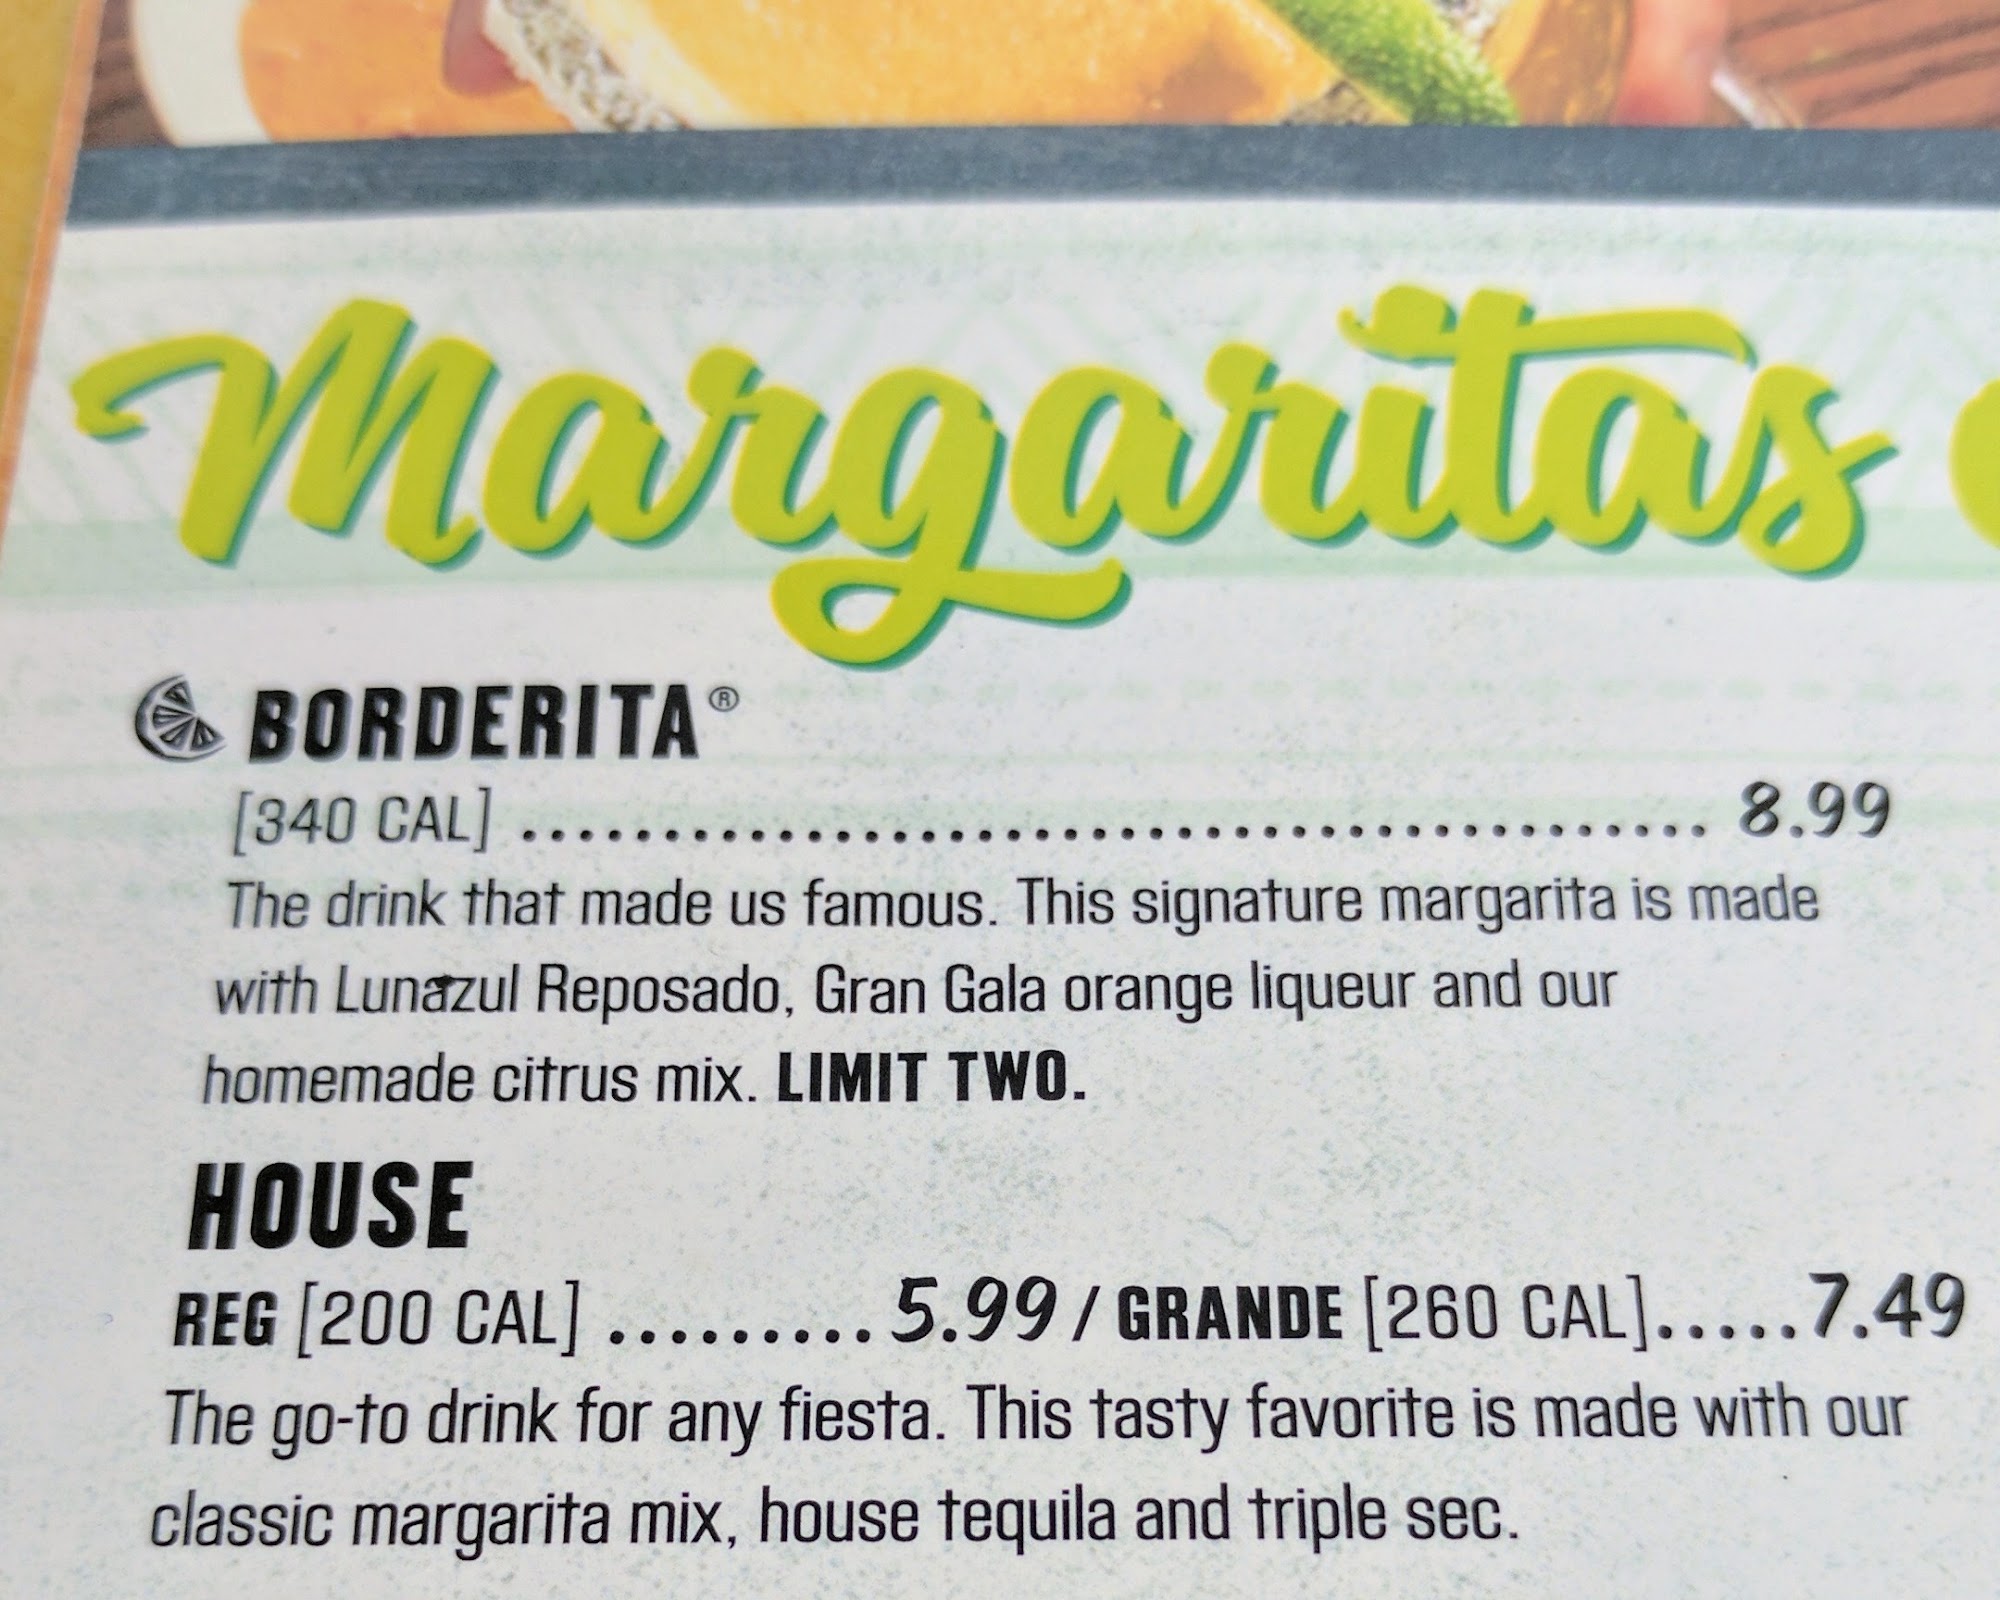 Margaritas
BORDERITA®
[340 CAL] ........................................... 8.99
The drink that made us famous. This signature margarita is made
with Lunazul Reposado, Gran Gala orange liqueur and our
homemade citrus mix. LIMIT TWO.
HOUSE
REG [200 CAL] ......... 5.99 / GRANDE [260 CAL].....7.49
The go-to drink for any fiesta. This tasty favorite is made with our
classic margarita mix, house tequila and triple sec.